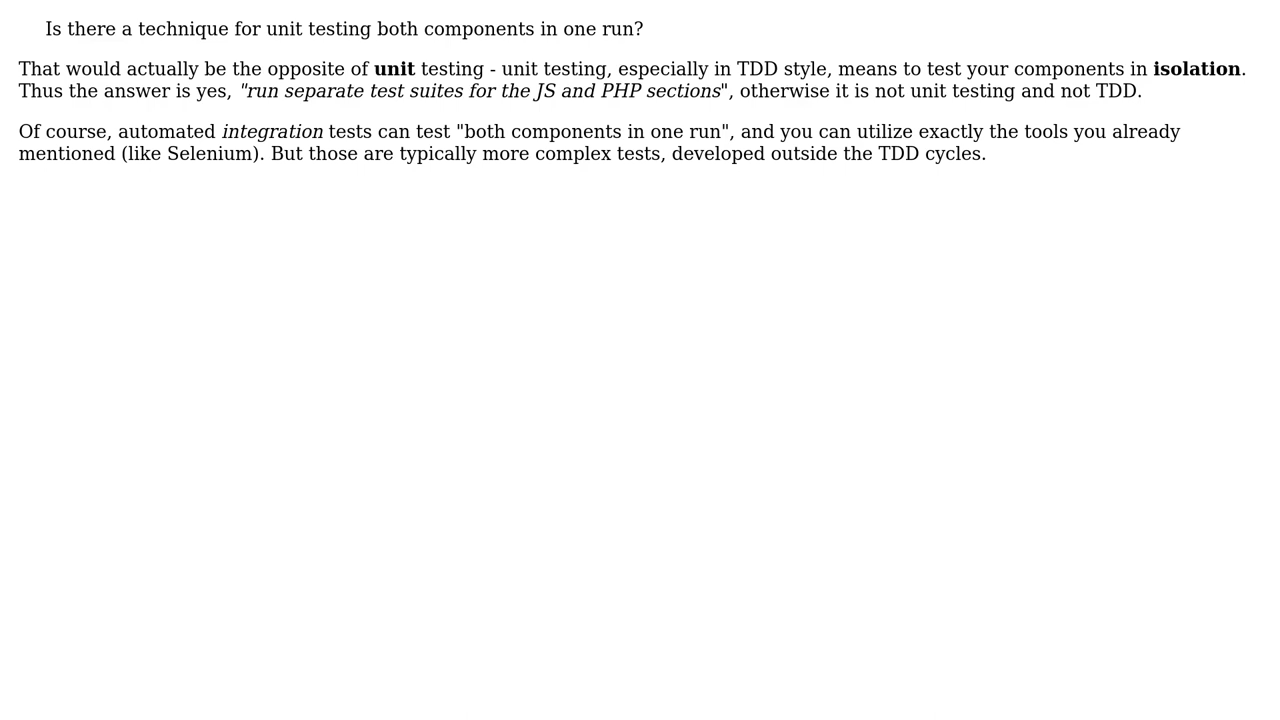 Is there a technique for unit testing both components in one run?
That would actually be the opposite of unit testing - unit testing, especially in TDD style, means to test your components in isolation.
Thus the answer is yes, "run separate test suites for the JS and PHP sections", otherwise it is not unit testing and not TDD.
Of course, automated integration tests can test "both components in one run", and you can utilize exactly the tools you already
mentioned (like Selenium). But those are typically more complex tests, developed outside the TDD cycles.